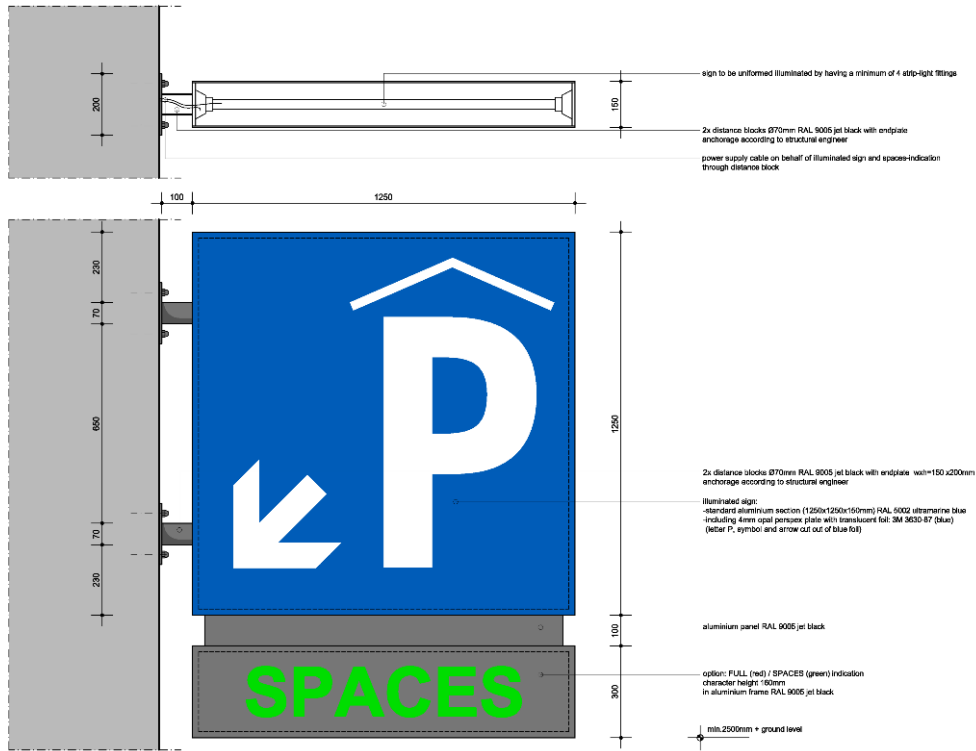 sign to be uniformed illuminated by having a minimum of 4 strip-light fittings
200
150
2x distance blocks Ø70mm RAL 9005 jet black with endplate
anchorage according to structural engineer
power supply cable on behalf of illuminated sign and spaces-indication
through distance block
100
1250
230
70
650
70
230
1250
P
2x distance blocks Ø70mm RAL 9005 jet black with endplate wxh=150 x200mm
anchorage according to structural engineer
illuminated sign:
-standard aluminium section (1250x1250x150mm) RAL 5002 ultramarine blue
-including 4mm opal perspex plate with translucent foil: 3M 3630-87 (blue)
(letter P, symbol and arrow cut out of blue foil)
100
aluminium panel RAL 9005 jet black
SPACES
300
option: FULL (red) / SPACES (green) indication
character height 160mm
in aluminium frame RAL 9005 jet black
min.2500mm + ground level